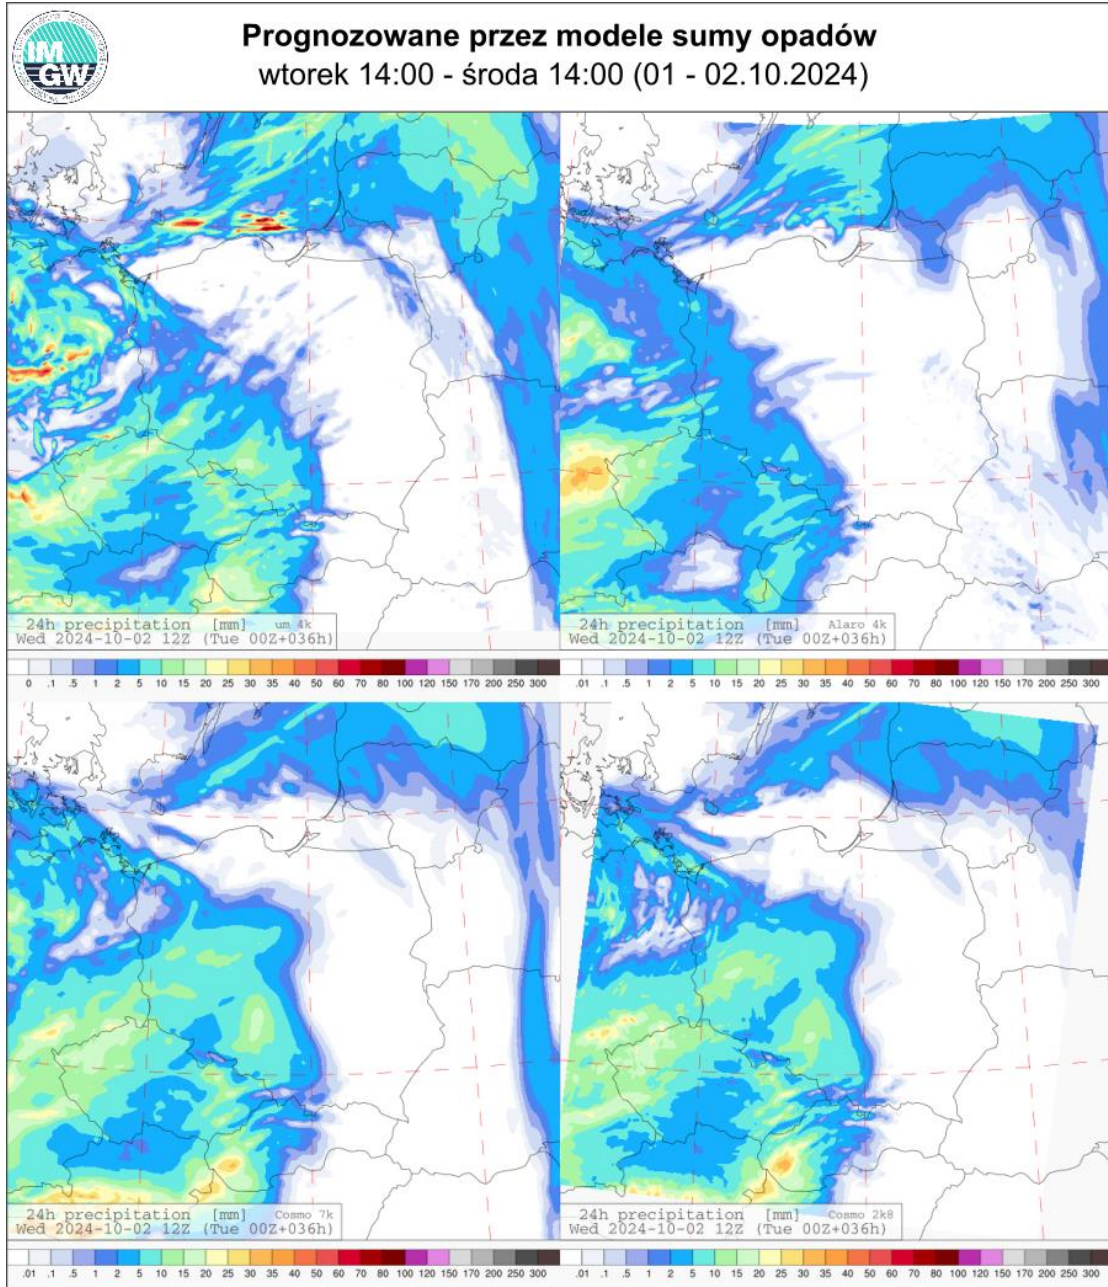 IM
GW
Prognozowane przez modele sumy opadów
wtorek 14:00 - środa 14:00 (01 - 02.10.2024)
24h precipitation [mm] um 4k
Wed 2024-10-02 12Z (Tue 00Z+036h)
24h precipitation [mm] Alaro 4k
Wed 2024-10-02 12Z (Tue 00Z+036h)
0 .1 .5 1 2 5 10 15 20 25 30 35 40 50 60 70 80 100 120 150 170 200 250 300
.01 .1 .5 1 2 5 10 15 20 25 30 35 40 50 60 70 80 100 120 150 170 200 250 300
24h precipitation [mm] Cosmo 7k
Wed 2024-10-02 12Z (Tue 00Z+036h)
24h precipitation [mm] Cosmo 2k8
Wed 2024-10-02 12Z (Tue 00Z+036h)
.01 .1 .5 1 2 5 10 15 20 25 30 35 40 50 60 70 80 100 120 150 170 200 250 300
.01 .1 .5 1 2 5 10 15 20 25 30 35 40 50 60 70 80 100 120 150 170 200 250 300